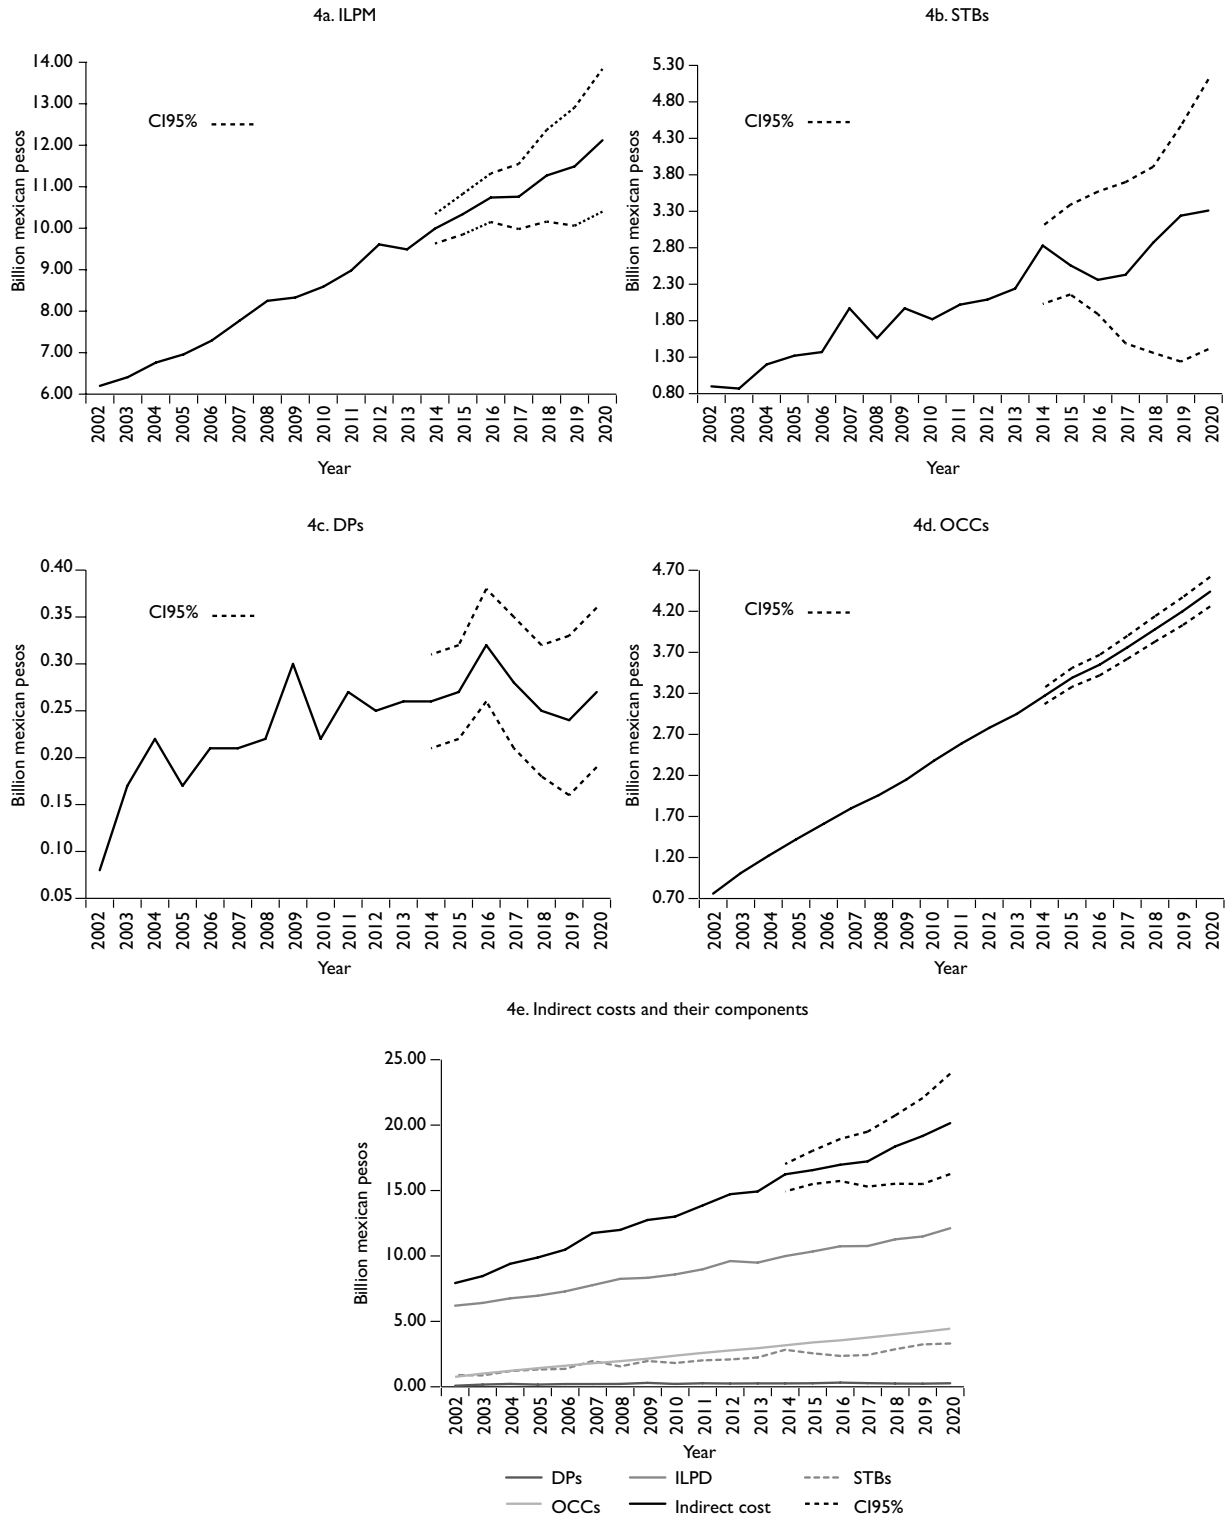 4a. ILPM
Billion mexican pesos
14.00
13.00
12.00
11.00
10.00
9.00
8.00
7.00
6.00
CI95%
2002 2003 2004 2005 2006 2007 2008 2009 2010 2011 2012 2013 2014 2015 2016 2017 2018 2019 2020
Year
4b. STBs
Billion mexican pesos
5.30
4.80
4.30
3.80
3.30
2.80
2.30
1.80
1.30
0.80
CI95%
2002 2003 2004 2005 2006 2007 2008 2009 2010 2011 2012 2013 2014 2015 2016 2017 2018 2019 2020
Year
4c. DPs
Billion mexican pesos
0.40
0.35
0.30
0.25
0.20
0.15
0.10
0.05
CI95%
2002 2003 2004 2005 2006 2007 2008 2009 2010 2011 2012 2013 2014 2015 2016 2017 2018 2019 2020
Year
4d. OCCs
Billion mexican pesos
4.70
4.20
3.70
3.20
2.70
2.20
1.70
1.20
0.70
CI95%
2002 2003 2004 2005 2006 2007 2008 2009 2010 2011 2012 2013 2014 2015 2016 2017 2018 2019 2020
Year
4e. Indirect costs and their components
Billion mexican pesos
25.00
20.00
15.00
10.00
5.00
0.00
2002 2003 2004 2005 2006 2007 2008 2009 2010 2011 2012 2013 2014 2015 2016 2017 2018 2019 2020
Year
DPs ILPD STBs
OCCs Indirect cost CI95%